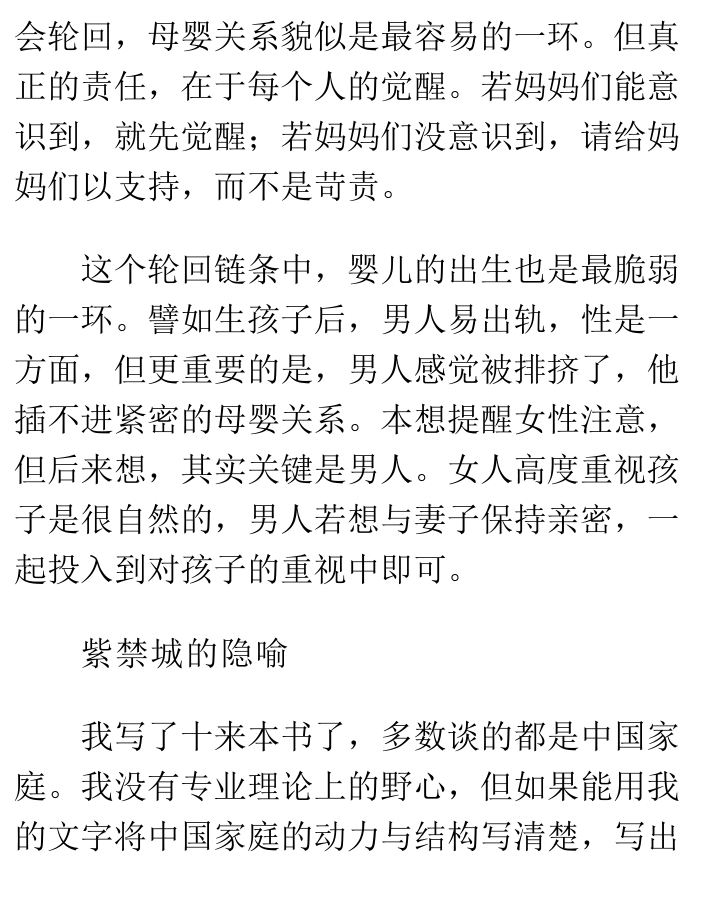 会轮回，母婴关系貌似是最容易的一环。但真
正的责任，在于每个人的觉醒。若妈妈们能意
识到，就先觉醒；若妈妈们没意识到，请给妈
妈们以支持，而不是苛责。
这个轮回链条中，婴儿的出生也是最脆弱
的一环。譬如生孩子后，男人易出轨，性是一
方面，但更重要的是，男人感觉被排挤了，他
插不进紧密的母婴关系。本想提醒女性注意，
但后来想，其实关键是男人。女人高度重视孩
子是很自然的，男人若想与妻子保持亲密，一
起投入到对孩子的重视中即可。
紫禁城的隐喻
我写了十来本书了，多数谈的都是中国家
庭。我没有专业理论上的野心，但如果能用我
的文字将中国家庭的动力与结构写清楚，写出